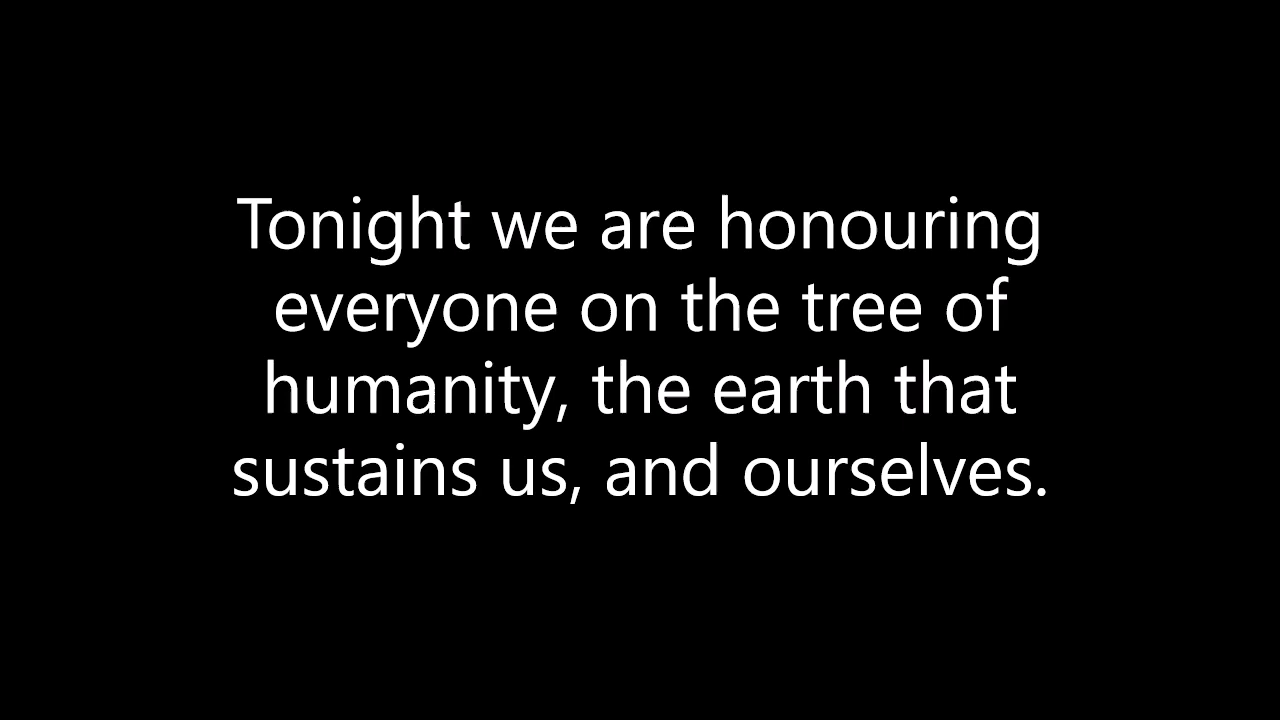 Tonight we are honouring
everyone on the tree of
humanity, the earth that
sustains us, and ourselves.